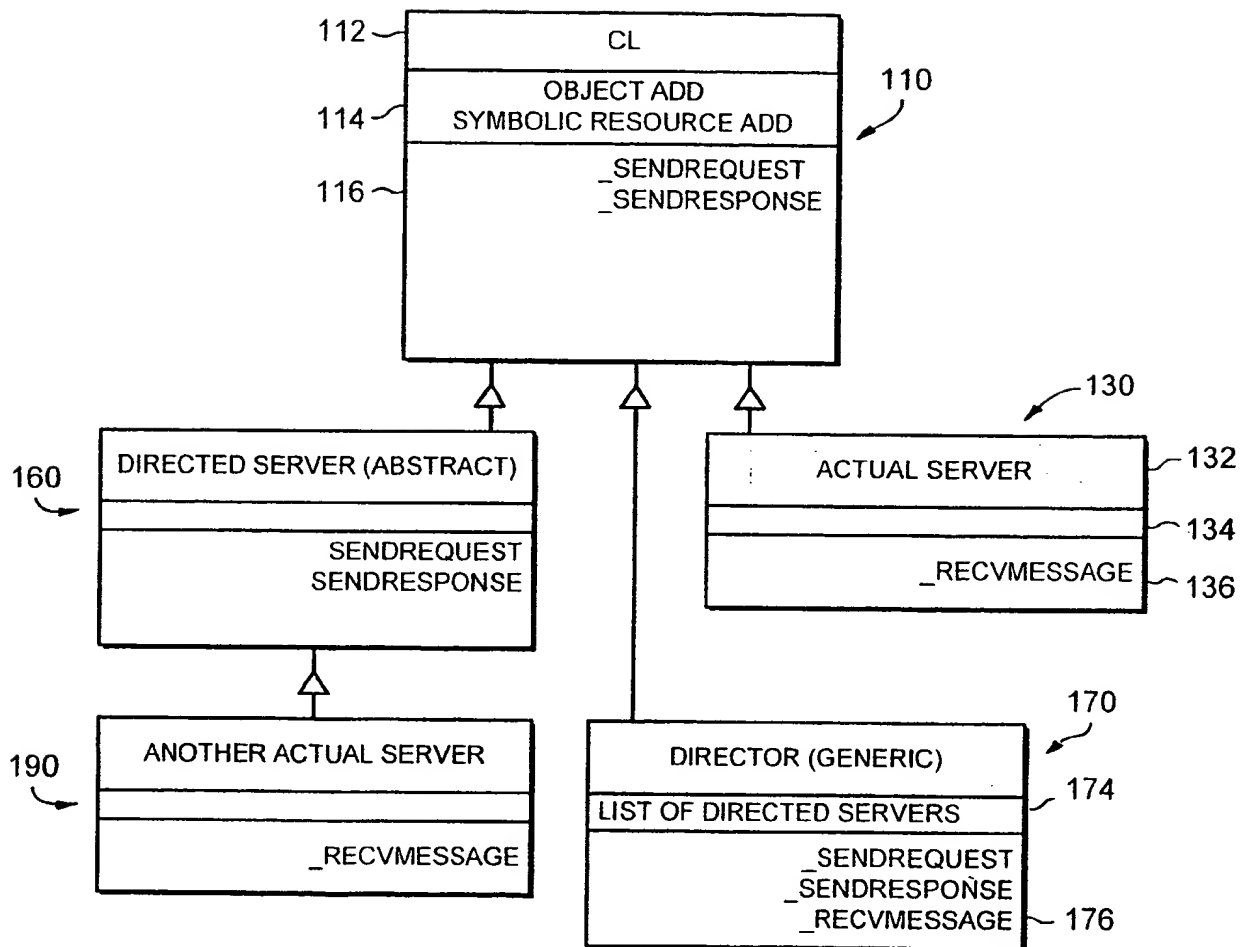 112
CL
110
114
OBJECT ADD
SYMBOLIC RESOURCE ADD
116
_SENDREQUEST
_SENDRESPONSE
130
160
DIRECTED SERVER (ABSTRACT)
SENDREQUEST
SENDRESPONSE
ACTUAL SERVER
132
134
_RECVMESSAGE
136
190
ANOTHER ACTUAL SERVER
_RECVMESSAGE
170
DIRECTOR (GENERIC)
174
LIST OF DIRECTED SERVERS
_SENDREQUEST
_SENDRESPONSE
_RECVMESSAGE
176